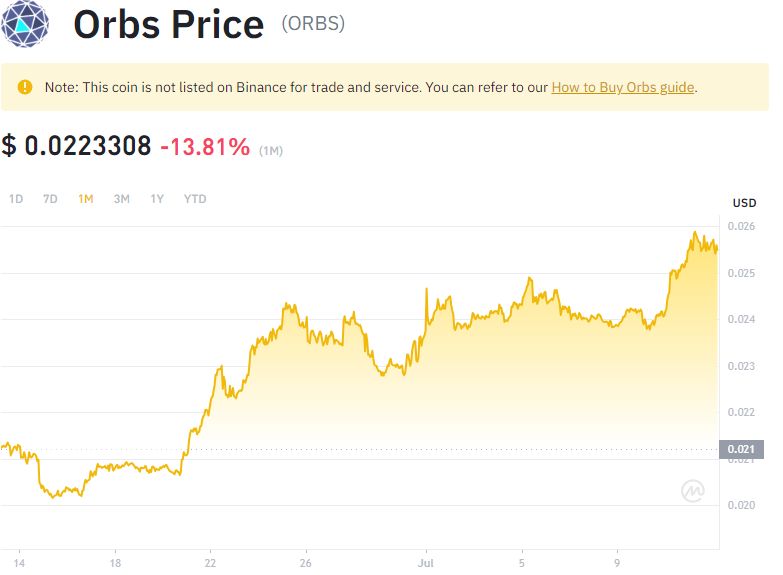 Orbs Price (ORBS)
Note: This coin is not listed on Binance for trade and service. You can refer to our How to Buy Orbs guide.
$ 0.0223308 -13.81% (1M)
1D 7D 1M 3M 1Y YTD
USD
0.026
0.025
0.024
0.023
0.022
0.021
0.021
0.020
14 18 22 26 Jul 5 9